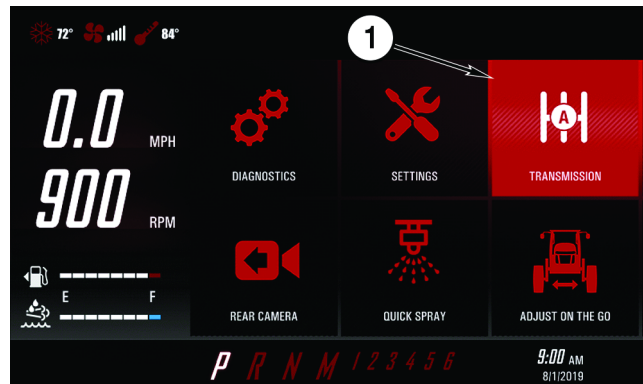 72° 84°
1
0.0 MPH
900 RPM
E F
DIAGNOSTICS SETTINGS TRANSMISSION
A
REAR CAMERA QUICK SPRAY ADJUST ON THE GO
P R N M 1 2 3 4 5 6
9:00 AM
8/1/2019